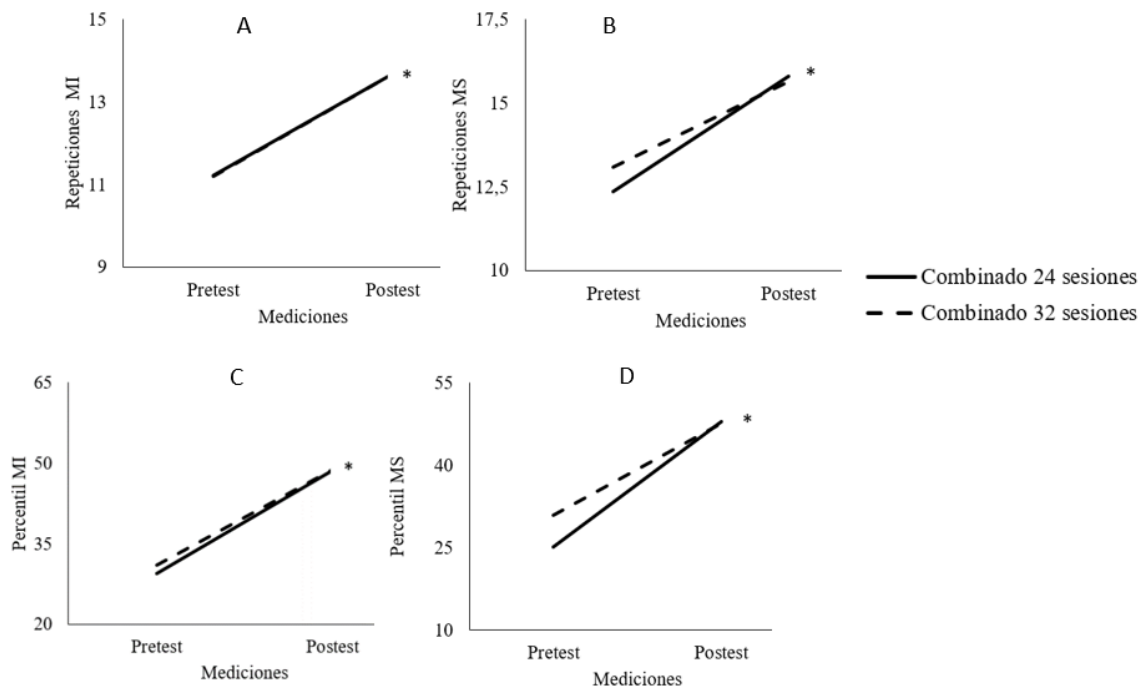 A
Repeticiones MI
15
13
11
9
Pretest Postest
Mediciones
*
B
Repeticiones MS
17,5
15
12,5
10
Pretest Postest
Mediciones
*
Combinado 24 sesiones
Combinado 32 sesiones
C
Percentil MI
65
50
35
20
Pretest Postest
Mediciones
*
D
Percentil MS
55
40
25
10
Pretest Postest
Mediciones
*